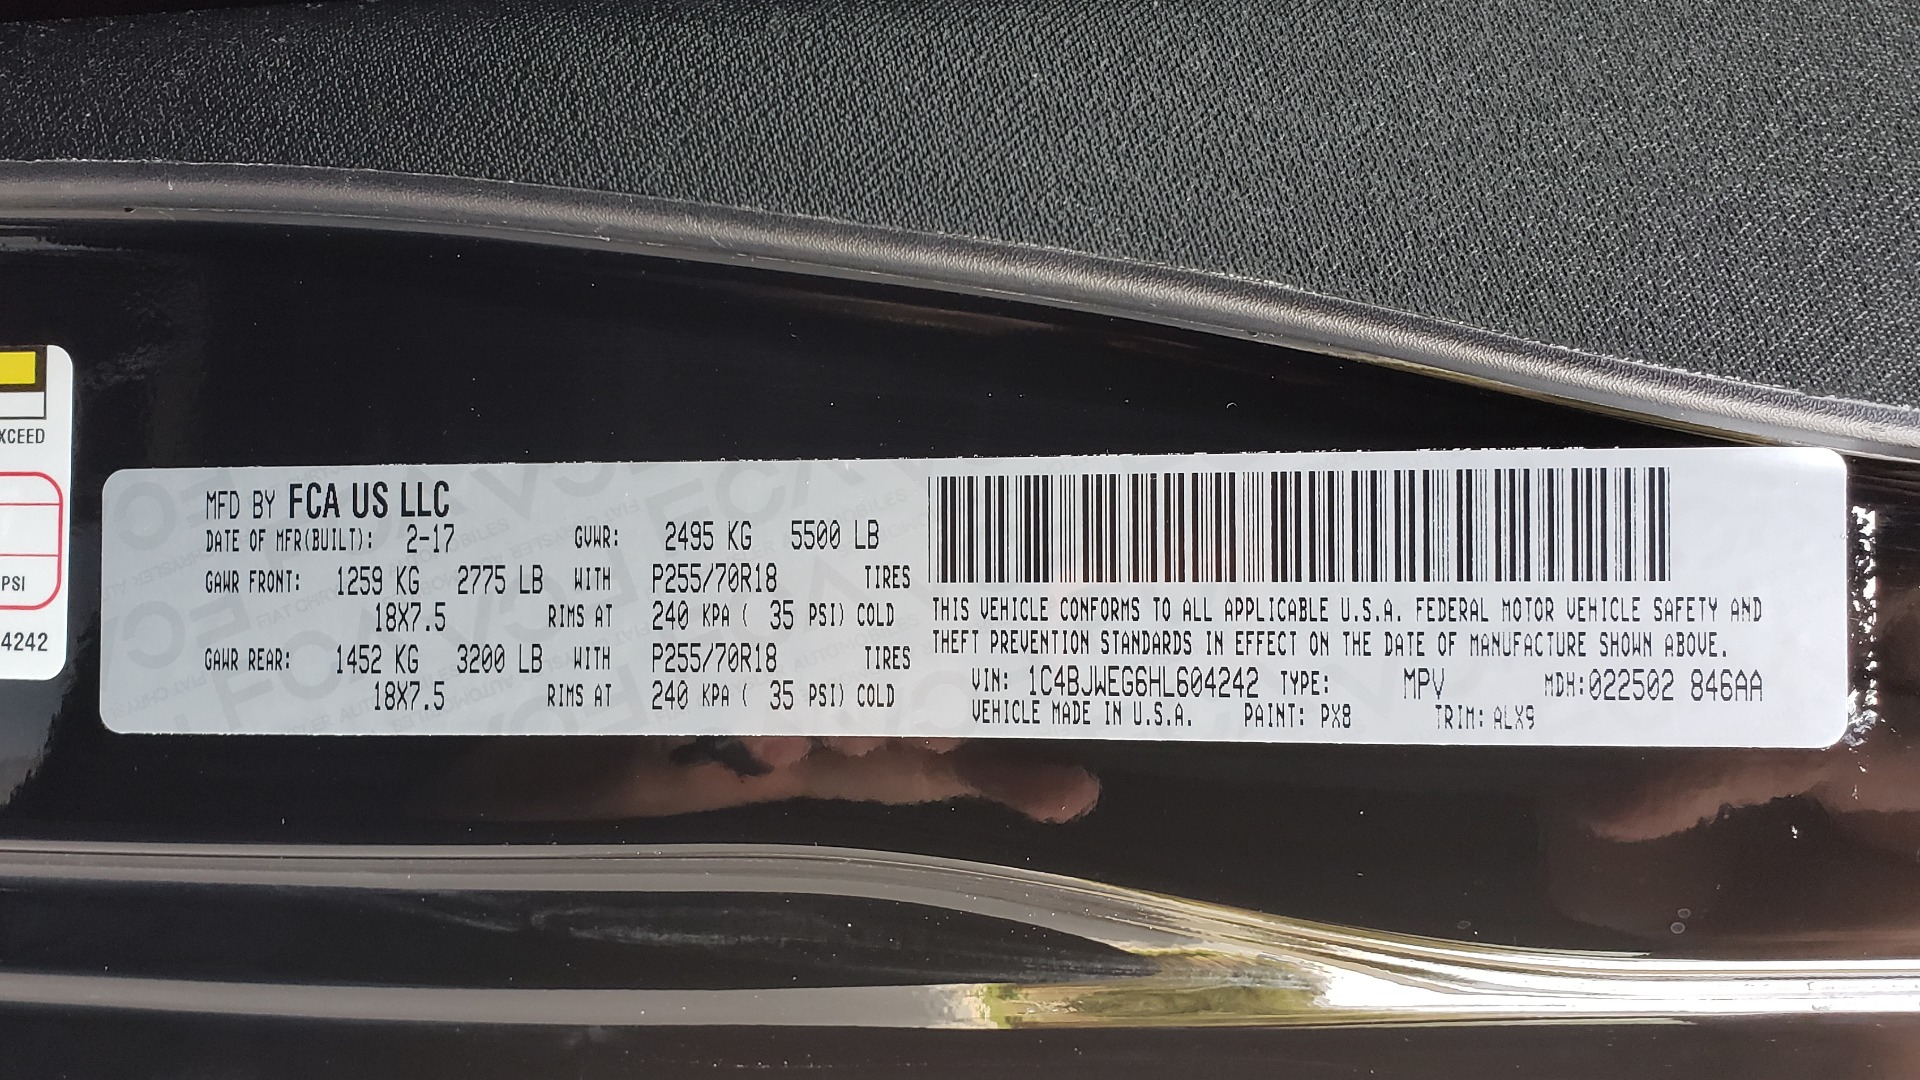 XCEED
PSI
4242
MFD BY FCA US LLC
DATE OF MFR(BUILT): 2-17 GVWR: 2495 KG 5500 LB
GAWR FRONT: 1259 KG 2775 LB WITH P255/70R18 TIRES
18X7.5 RIMS AT 240 KPA ( 35 PSI) COLD
GAWR REAR: 1452 KG 3200 LB WITH P255/70R18 TIRES
18X7.5 RIMS AT 240 KPA ( 35 PSI) COLD
THIS VEHICLE CONFORMS TO ALL APPLICABLE U.S.A. FEDERAL MOTOR VEHICLE SAFETY AND
THEFT PREVENTION STANDARDS IN EFFECT ON THE DATE OF MANUFACTURE SHOWN ABOVE.
VIN: 1C4BJWEG6HL604242 TYPE: MPV MDH:022502 846AA
VEHICLE MADE IN U.S.A. PAINT: PX8 TRIM: ALX9